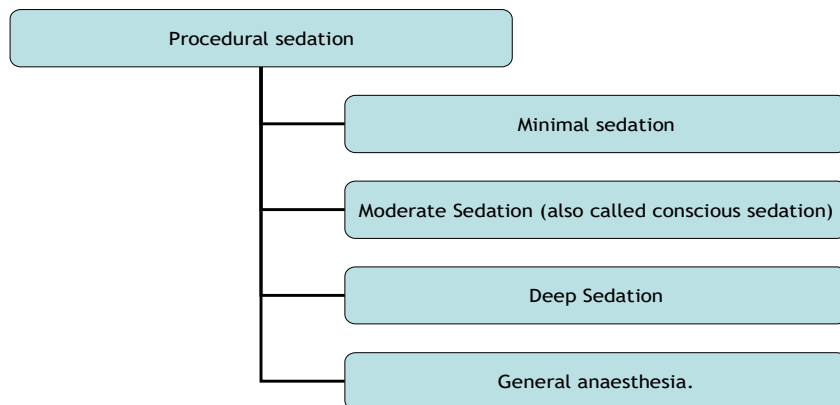 Procedural sedation
Minimal sedation
Moderate Sedation (also called conscious sedation)
Deep Sedation
General anaesthesia.